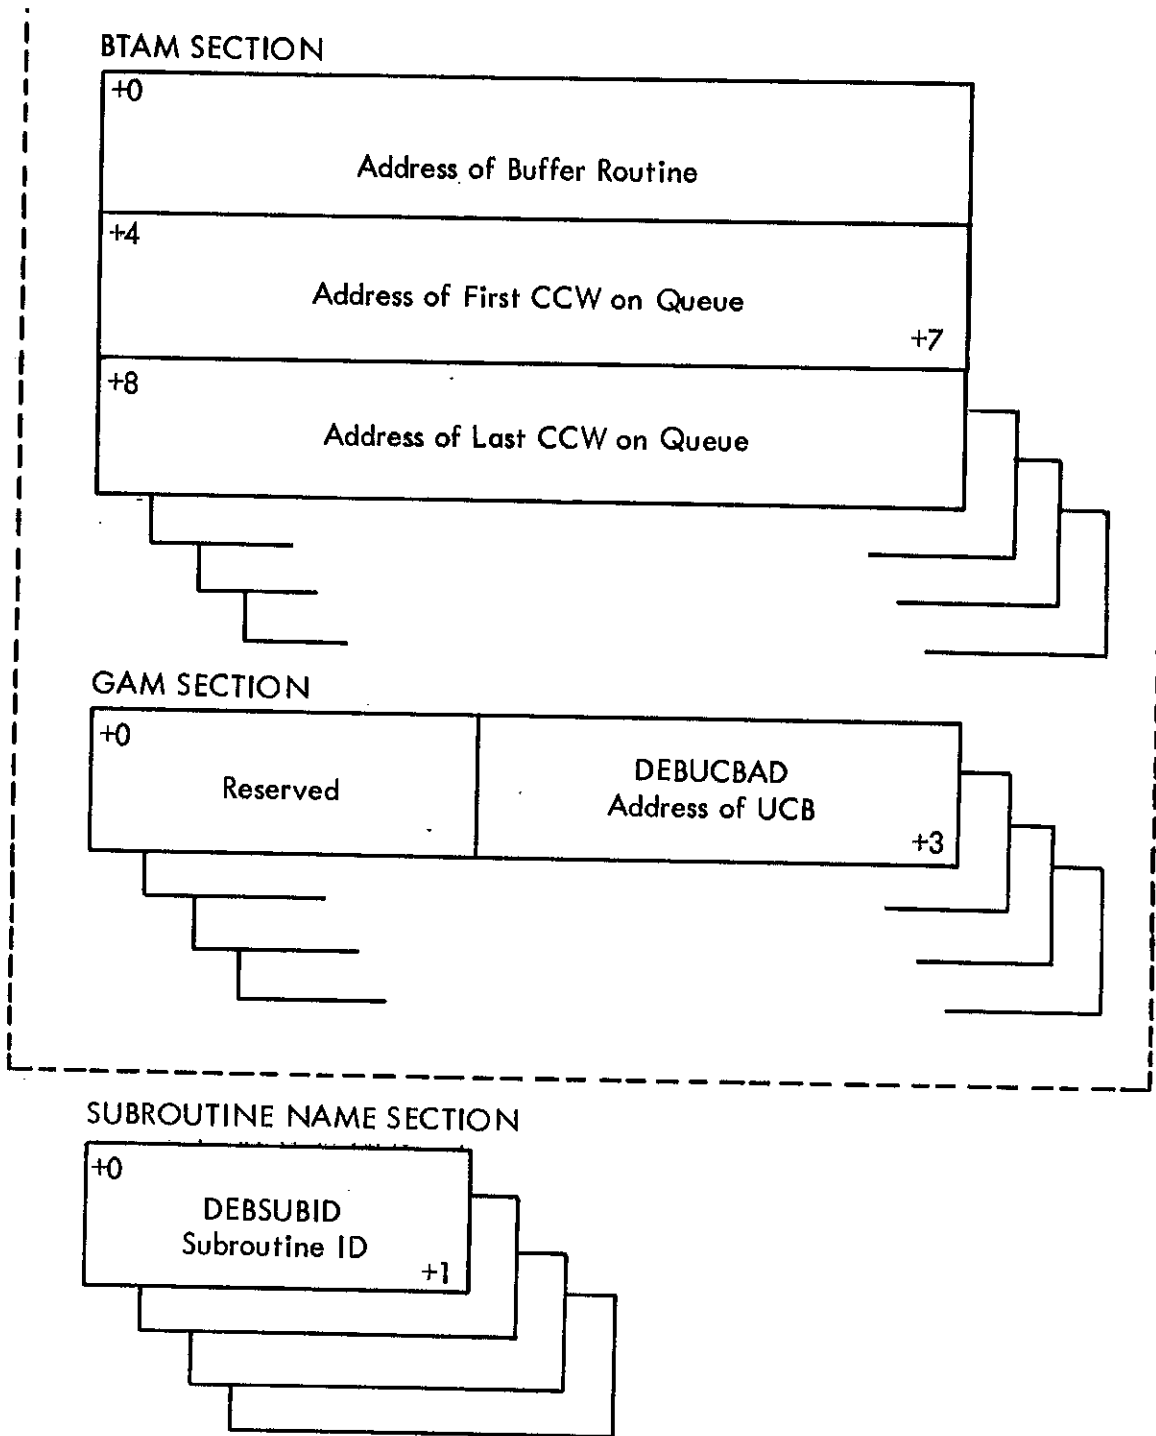 BTAM SECTION
+0
Address of Buffer Routine
+4
Address of First CCW on Queue
+7
+8
Address of Last CCW on Queue
GAM SECTION
+0
Reserved
DEBUCBAD
Address of UCB
+3
SUBROUTINE NAME SECTION
+0
DEBSUBID
Subroutine ID
+1